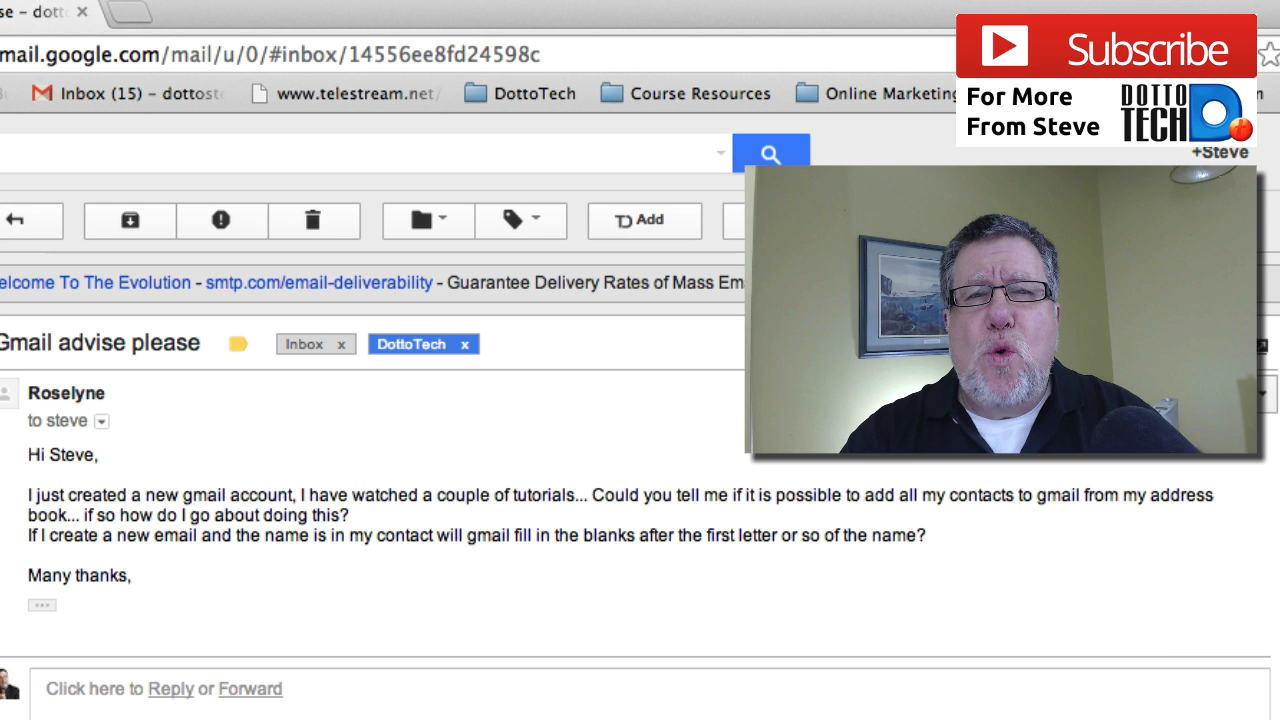 se – dotto
Subscribe
mail.google.com/mail/u/0/#inbox/14556ee8fd24598c
Inbox (15) – dottosto
www.telestream.net/
DottoTech
Course Resources
Online Marketing
For More
From Steve
DOTTO
TECH
+Steve
Add
elcome To The Evolution - smtp.com/email-deliverability - Guarantee Delivery Rates of Mass Em
Gmail advise please
Inbox x
DottoTech x
Roselyne
to steve
Hi Steve,
I just created a new gmail account, I have watched a couple of tutorials... Could you tell me if it is possible to add all my contacts to gmail from my address
book... if so how do I go about doing this?
If I create a new email and the name is in my contact will gmail fill in the blanks after the first letter or so of the name?
Many thanks,
Click here to Reply or Forward